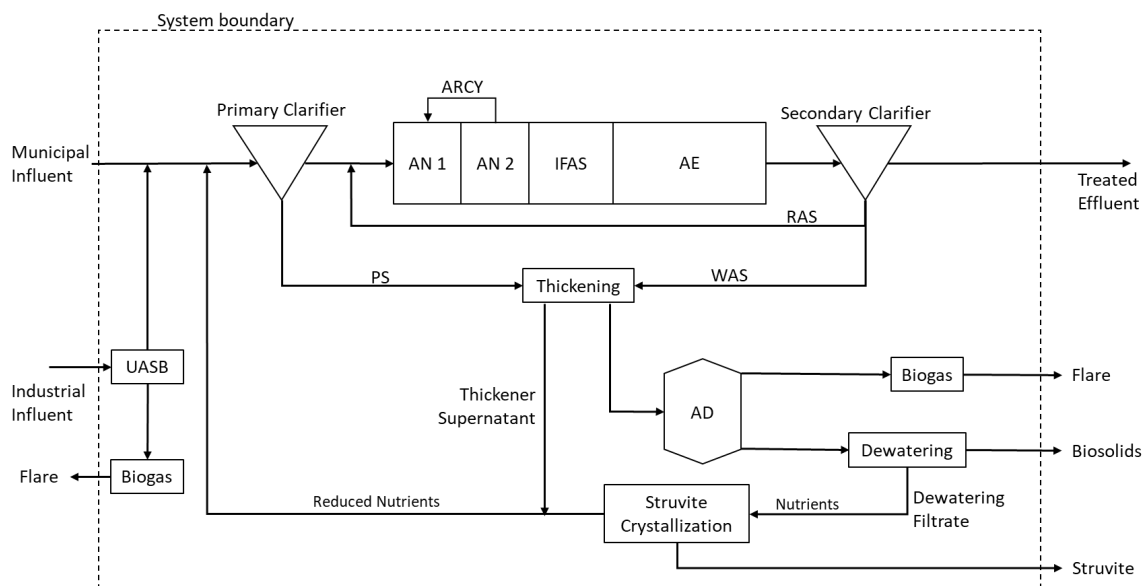 System boundary
ARCY
Primary Clarifier
Secondary Clarifier
Municipal
Influent
AN 1
AN 2
IFAS
AE
Treated
Effluent
RAS
PS
WAS
Thickening
UASB
Industrial
Influent
Thickener
Supernatant
AD
Biogas
Flare
Dewatering
Biosolids
Flare
Biogas
Reduced Nutrients
Struvite
Crystallization
Nutrients
Dewatering
Filtrate
Struvite